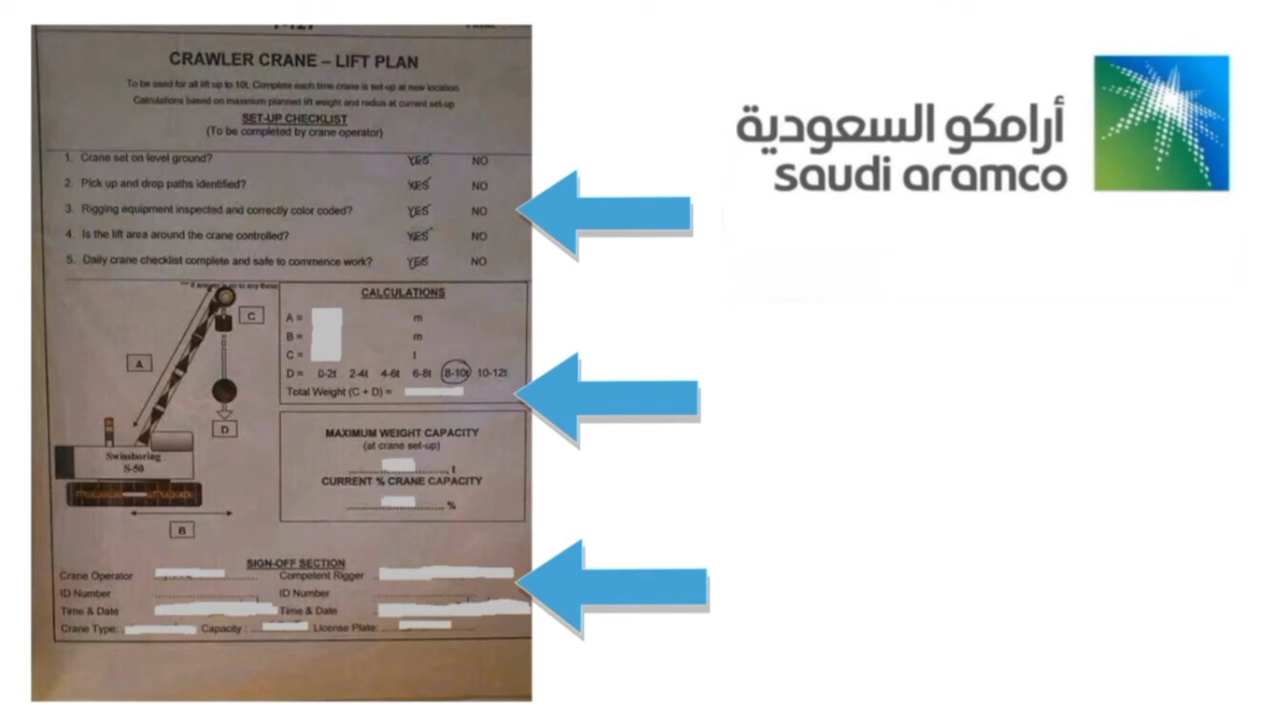 CRAWLER CRANE – LIFT PLAN
To be used for all lift up to 10t. Complete each time crane is set-up at new location
Calculations based on maximum planned lift weight and radius at current set-up
SET-UP CHECKLIST
(To be completed by crane operator)
1. Crane set on level ground? YES NO
2. Pick up and drop paths identified? YES NO
3. Rigging equipment inspected and correctly color coded? YES NO
4. Is the lift area around the crane controlled? YES NO
5. Daily crane checklist complete and safe to commence work? YES NO
to any these
CALCULATIONS
A = m
B = m
C = t
D = 0-2t 2-4t 4-6t 6-8t 8-10t 10-12t
Total Weight (C + D) =
C
A
D
Swissboring
S-50
B
MAXIMUM WEIGHT CAPACITY
(at crane set-up)
t
CURRENT % CRANE CAPACITY
%
SIGN-OFF SECTION
Crane Operator Competent Rigger
ID Number ID Number
Time & Date Time & Date
Crane Type: Capacity : License Plate:
أرامكو السعودية
saudi aramco